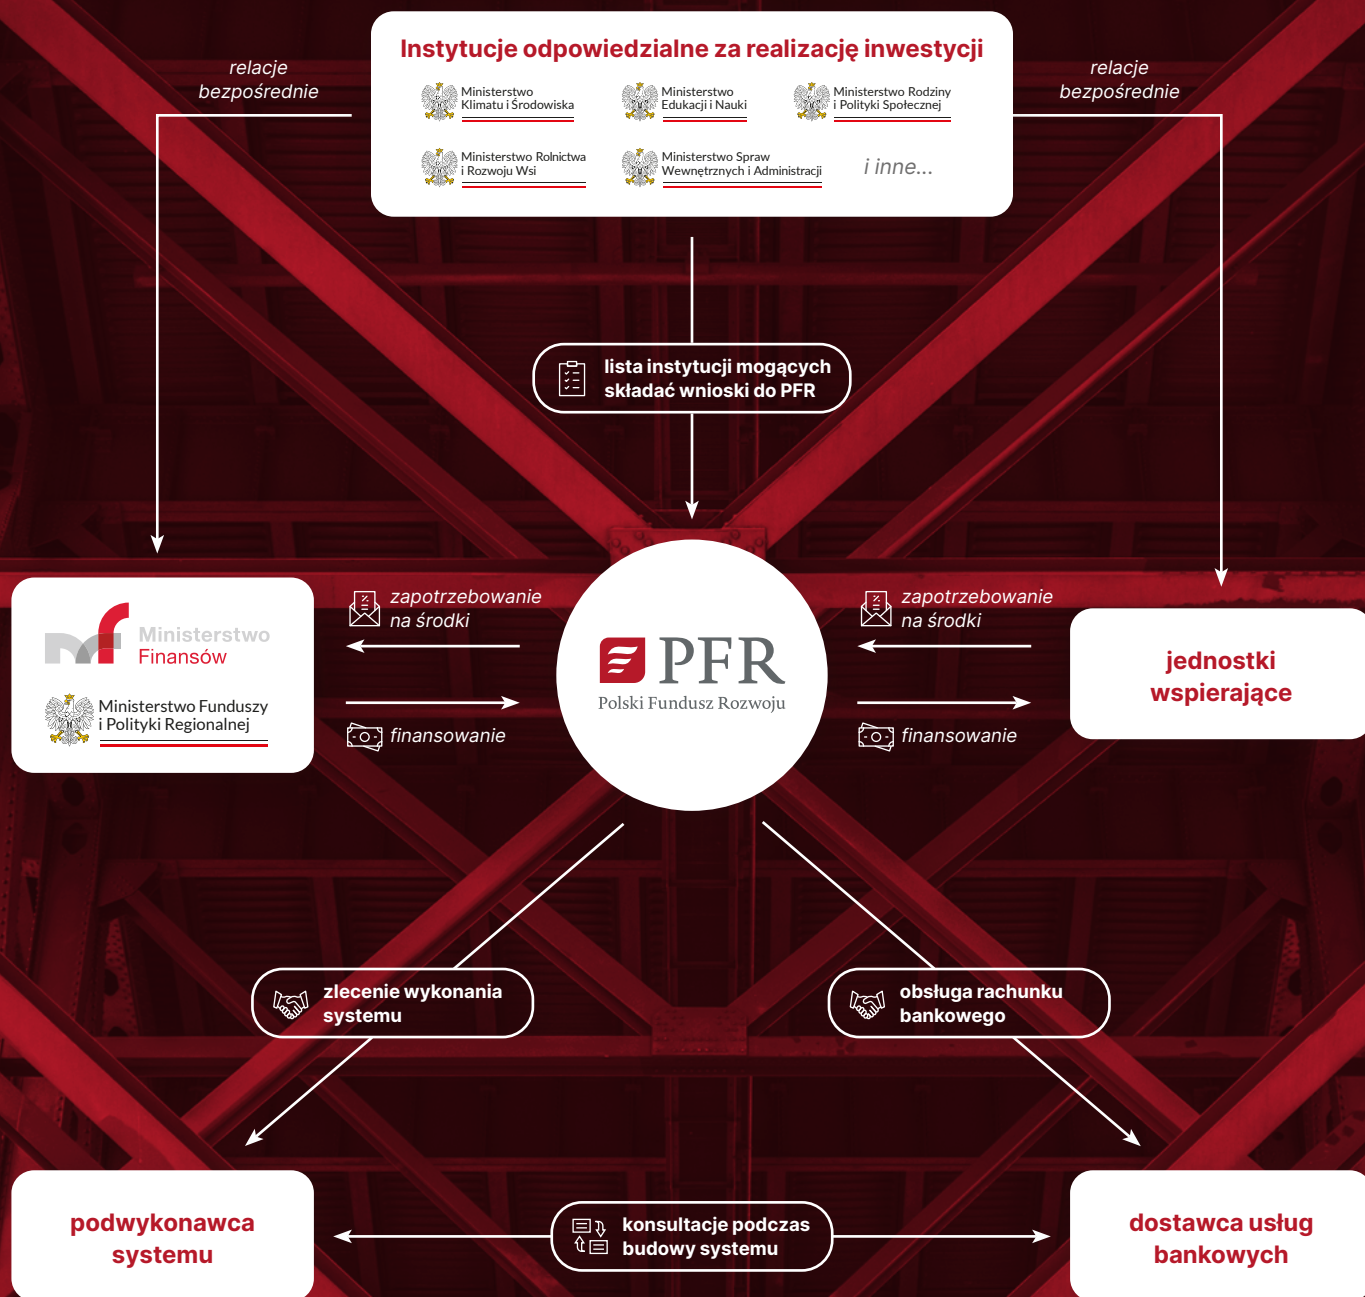 Instytucje odpowiedzialne za realizację inwestycji
relacje
bezpośrednie
relacje
bezpośrednie
Ministerstwo
Klimatu i Środowiska
Ministerstwo
Edukacji i Nauki
Ministerstwo Rodziny
i Polityki Społecznej
Ministerstwo Rolnictwa
i Rozwoju Wsi
Ministerstwo Spraw
Wewnętrznych i Administracji
i inne...
lista instytucji mogących
składać wnioski do PFR
Ministerstwo
Finansów
Ministerstwo Funduszy
i Polityki Regionalnej
zapotrzebowanie
na środki
finansowanie
PFR
Polski Fundusz Rozwoju
zapotrzebowanie
na środki
finansowanie
jednostki
wspierające
zlecenie wykonania
systemu
obsługa rachunku
bankowego
podwykonawca
systemu
konsultacje podczas
budowy systemu
dostawca usług
bankowych